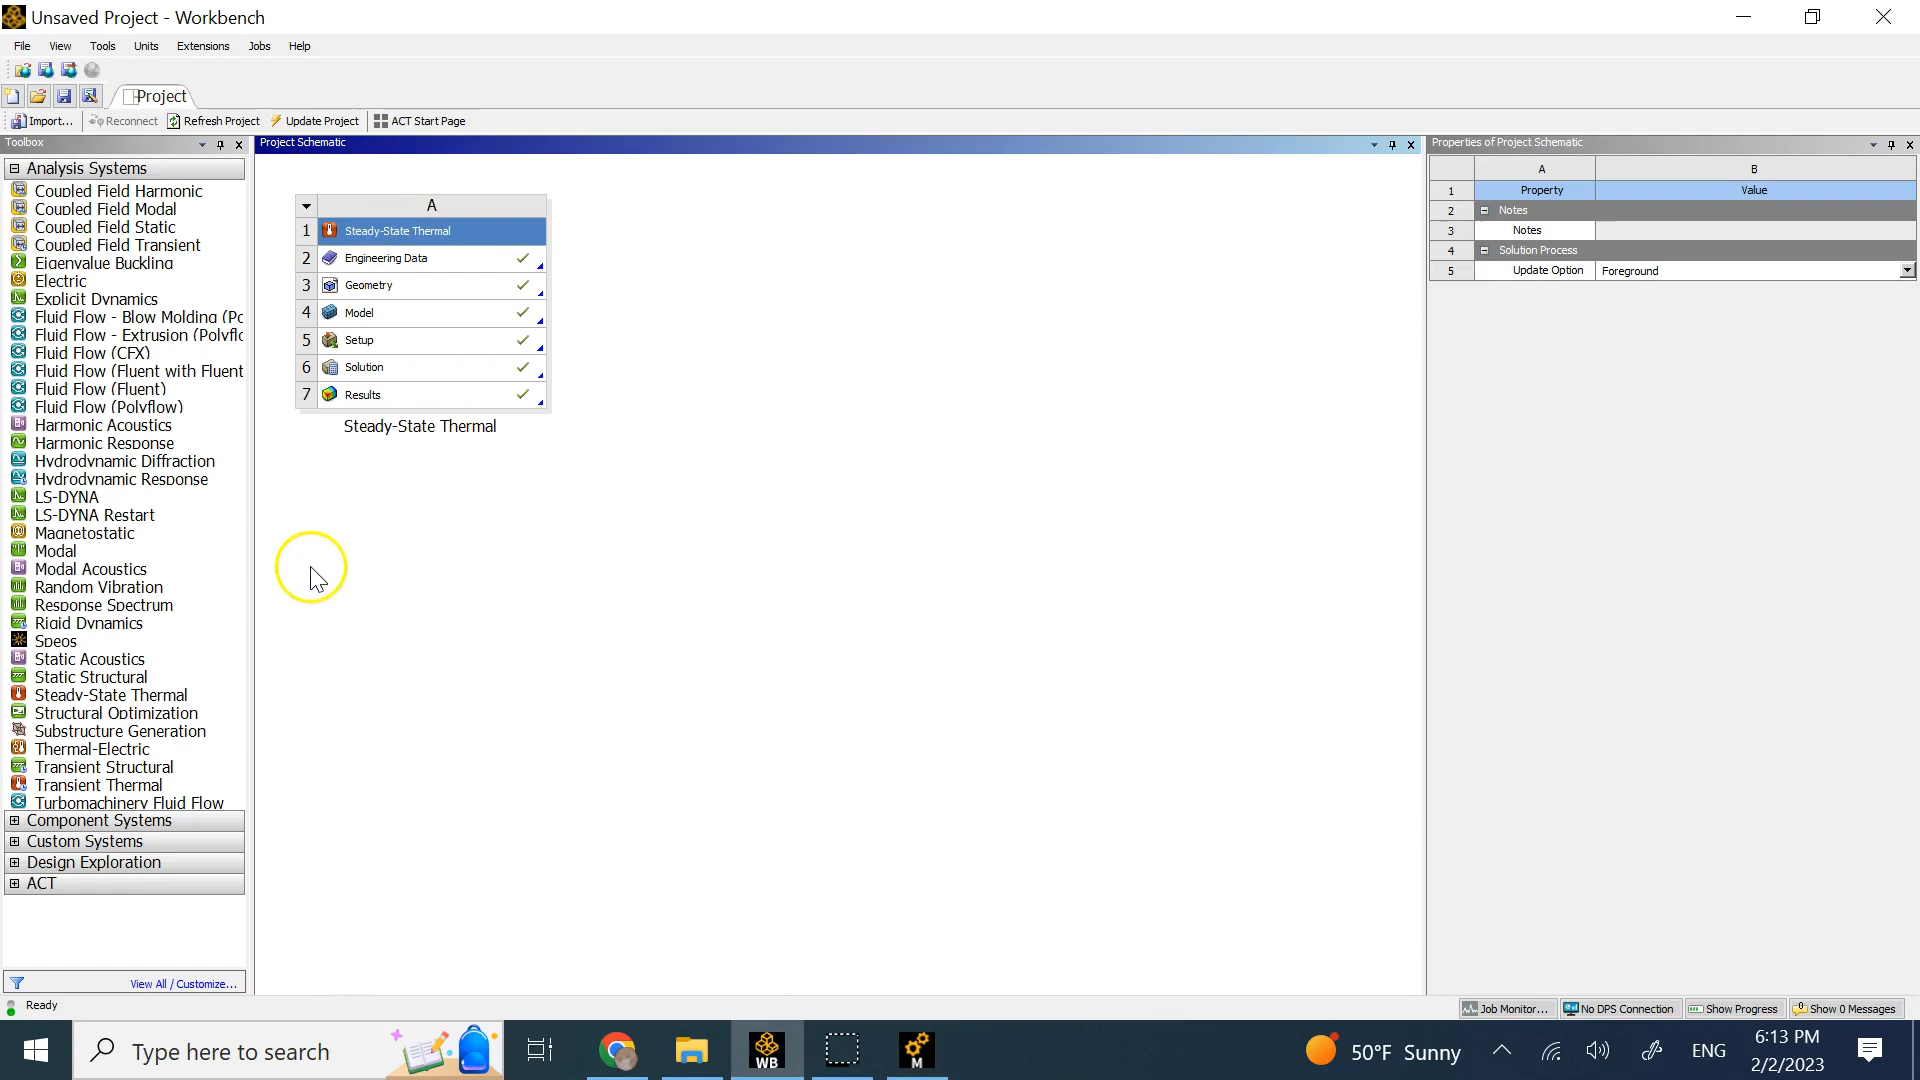 Unsaved Project - Workbench
File View Tools Units Extensions Jobs Help
Project
Import... Reconnect Refresh Project Update Project ACT Start Page
Toolbox
Analysis Systems
Coupled Field Harmonic
Coupled Field Modal
Coupled Field Static
Coupled Field Transient
Eigenvalue Buckling
Electric
Explicit Dynamics
Fluid Flow - Blow Molding (Po
Fluid Flow - Extrusion (Polyflo
Fluid Flow (CFX)
Fluid Flow (Fluent with Fluent
Fluid Flow (Fluent)
Fluid Flow (Polyflow)
Harmonic Acoustics
Harmonic Response
Hydrodynamic Diffraction
Hydrodynamic Response
LS-DYNA
LS-DYNA Restart
Magnetostatic
Modal
Modal Acoustics
Random Vibration
Response Spectrum
Rigid Dynamics
Speos
Static Acoustics
Static Structural
Steady-State Thermal
Structural Optimization
Substructure Generation
Thermal-Electric
Transient Structural
Transient Thermal
Turbomachinery Fluid Flow
Component Systems
Custom Systems
Design Exploration
ACT
View All / Customize...
Project Schematic
A
1 Steady-State Thermal
2 Engineering Data
3 Geometry
4 Model
5 Setup
6 Solution
7 Results
Steady-State Thermal
Properties of Project Schematic
A B
1 Property Value
2 Notes
3 Notes
4 Solution Process
5 Update Option Foreground
Ready
Job Monitor... No DPS Connection Show Progress Show 0 Messages
Type here to search
WB
M
50°F Sunny
ENG
6:13 PM
2/2/2023